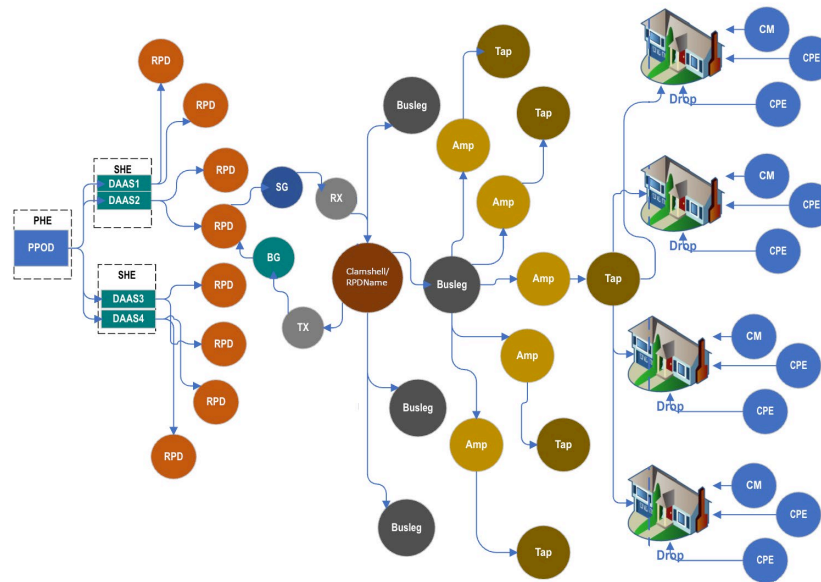 RPD
RPD
SHE
DAAS1
DAAS2
RPD
RPD
PHE
PPOD
SHE
DAAS3
DAAS4
RPD
RPD
RPD
RPD
SG
BG
RX
TX
Clamshell/
RPDName
Busleg
Busleg
Busleg
Busleg
Amp
Amp
Amp
Amp
Amp
Tap
Tap
Tap
Tap
Tap
Drop
CM
CPE
CPE
Drop
CM
CPE
CPE
Drop
CM
CPE
CPE
Drop
CM
CPE
CPE